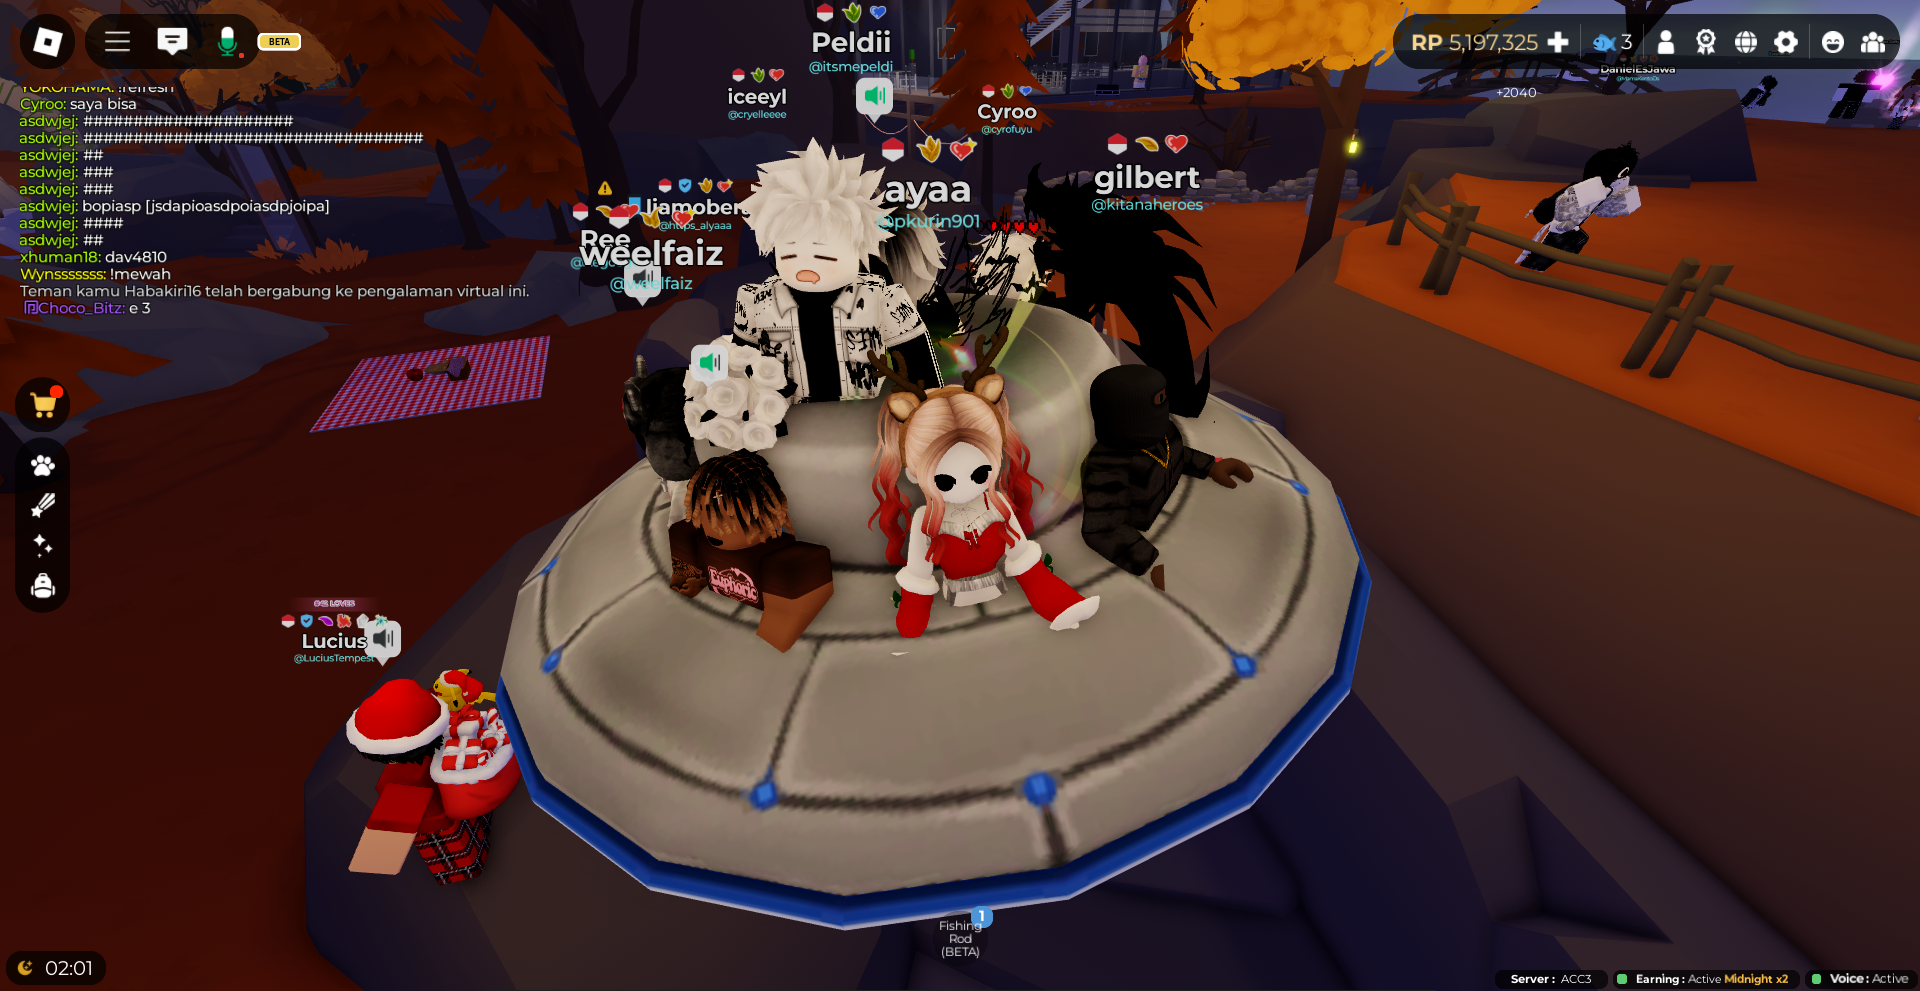 BETA
YOKOHAMA: !refresh
Cyroo: saya bisa
asdwjej: #####################
asdwjej: ##################################
asdwjej: ##
asdwjej: ###
asdwjej: ###
asdwjej: bopiasp [jsdapioasdpoiasdpjoipa]
asdwjej: ####
asdwjej: ##
xhuman18: dav4810
Wynsssssss: !mewah
Teman kamu Habakiri16 telah bergabung ke pengalaman virtual ini.
Choco_Bitz: e 3
Peldii
@itsmepeldi
iceeyl
@cryelleeee
Cyroo
@cyrofuyu
ayaa
@pkurin901
gilbert
@kitanaheroes
Ree
weelfaiz
@weelfaiz
RP 5,197,325
3
DanielEsJawa
+2040
Euphoric
LOVES
Lucius
@LuciusTempest
1
Fishing
Rod
(BETA)
02:01
Server : ACC3
Earning : Active Midnight x2
Voice : Active